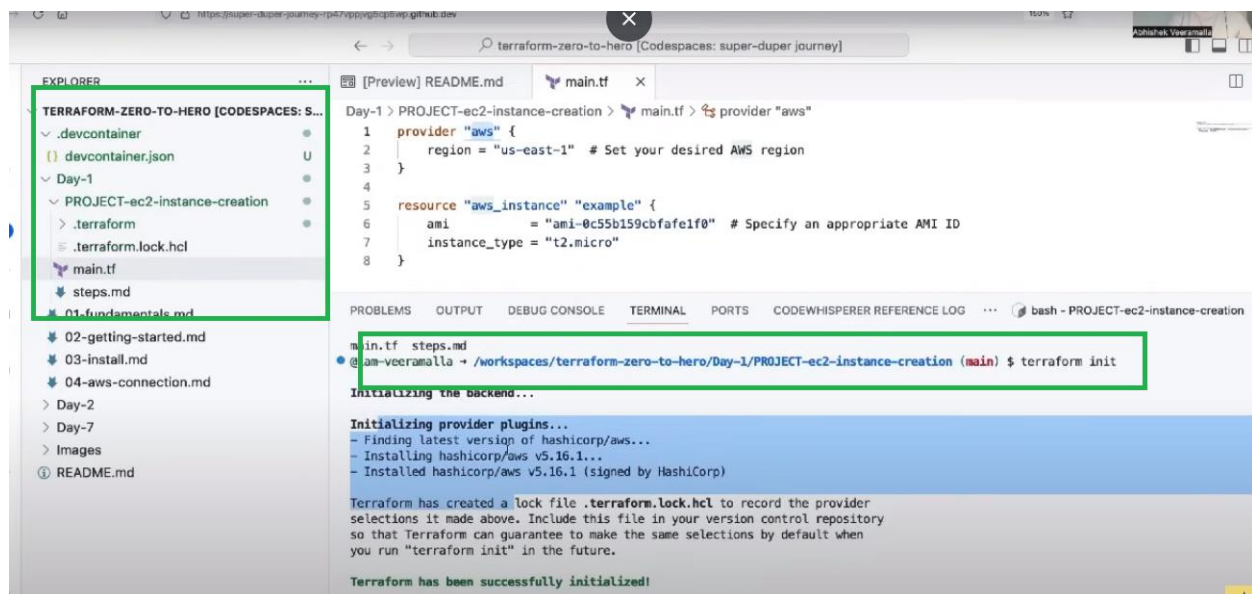 https://super-duper-journey-rp47vppjvg5cp6wp.github.dev
150%
Abhishek Veeramalla
terraform-zero-to-hero [Codespaces: super-duper journey]
EXPLORER
[Preview] README.md
main.tf
TERRAFORM-ZERO-TO-HERO [CODESPACES: S...
.devcontainer
devcontainer.json U
Day-1
PROJECT-ec2-instance-creation
.terraform
.terraform.lock.hcl
main.tf
steps.md
01-fundamentals.md
02-getting-started.md
03-install.md
04-aws-connection.md
Day-2
Day-7
Images
README.md
Day-1 > PROJECT-ec2-instance-creation > main.tf > provider "aws"
1 provider "aws" {
2 region = "us-east-1" # Set your desired AWS region
3 }
4
5 resource "aws_instance" "example" {
6 ami = "ami-0c55b159cbfafe1f0" # Specify an appropriate AMI ID
7 instance_type = "t2.micro"
8 }
PROBLEMS OUTPUT DEBUG CONSOLE TERMINAL PORTS CODEWHISPERER REFERENCE LOG ... bash - PROJECT-ec2-instance-creation
main.tf steps.md
@iam-veeramalla → /workspaces/terraform-zero-to-hero/Day-1/PROJECT-ec2-instance-creation (main) $ terraform init
Initializing the backend...
Initializing provider plugins...
- Finding latest version of hashicorp/aws...
- Installing hashicorp/aws v5.16.1...
- Installed hashicorp/aws v5.16.1 (signed by HashiCorp)
Terraform has created a lock file .terraform.lock.hcl to record the provider
selections it made above. Include this file in your version control repository
so that Terraform can guarantee to make the same selections by default when
you run "terraform init" in the future.
Terraform has been successfully initialized!